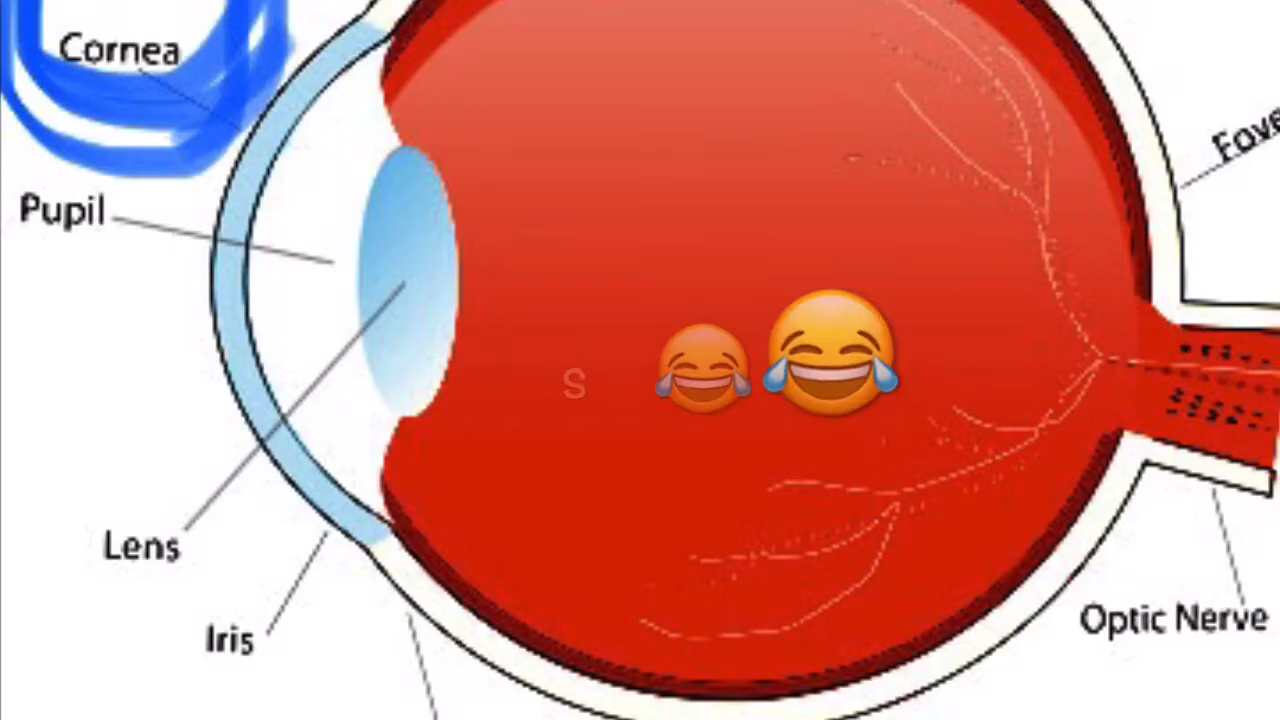 Cornea
Fove
Pupil
S 😂😂
Lens
Iris
Optic Nerve